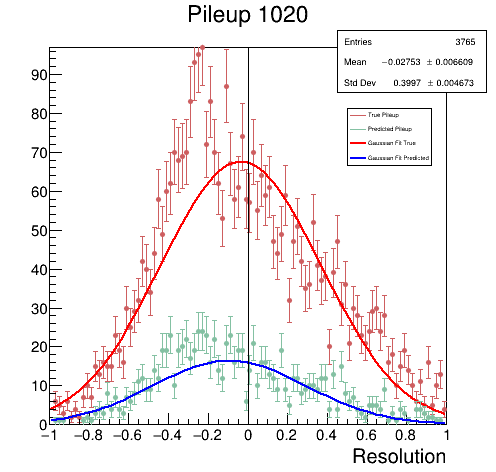 Pileup 1020
Entries 3765
Mean −0.02753 ± 0.006609
Std Dev 0.3997 ± 0.004673
True Pileup
Predicted Pileup
Gaussian Fit True
Gaussian Fit Predicted
90
80
70
60
50
40
30
20
10
0
−1 −0.8 −0.6 −0.4 −0.2 0 0.2 0.4 0.6 0.8 1
Resolution